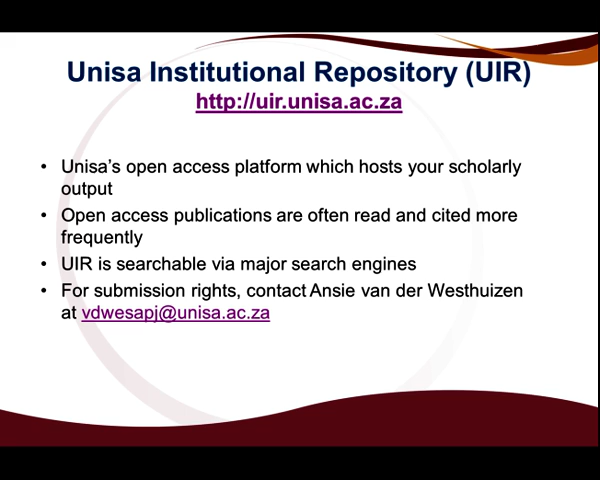 Unisa Institutional Repository (UIR)
http://uir.unisa.ac.za
• Unisa’s open access platform which hosts your scholarly
output
• Open access publications are often read and cited more
frequently
• UIR is searchable via major search engines
• For submission rights, contact Ansie van der Westhuizen
at vdwesapj@unisa.ac.za